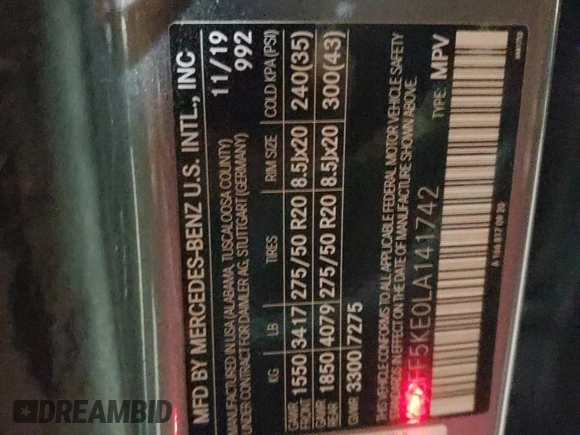 MFD BY MERCEDES-BENZ U.S. INTL., INC 11/19
MANUFACTURED IN USA (ALABAMA, TUSCALOOSA COUNTY) 992
UNDER CONTRACT FOR DAIMLER AG, STUTTGART (GERMANY)
KG LB TIRES RIM SIZE COLD KPA (PSI)
GAWR FRONT 1550 3417 275/50 R20 8.5Jx20 240(35)
GAWR REAR 1850 4079 275/50 R20 8.5Jx20 300(43)
GVWR 3300 7275
THIS VEHICLE CONFORMS TO ALL APPLICABLE FEDERAL MOTOR VEHICLE SAFETY
STANDARDS IN EFFECT ON THE DATE OF MANUFACTURE SHOWN ABOVE.
FF5KE0LA141742 TYPE: MPV
DREAMBID